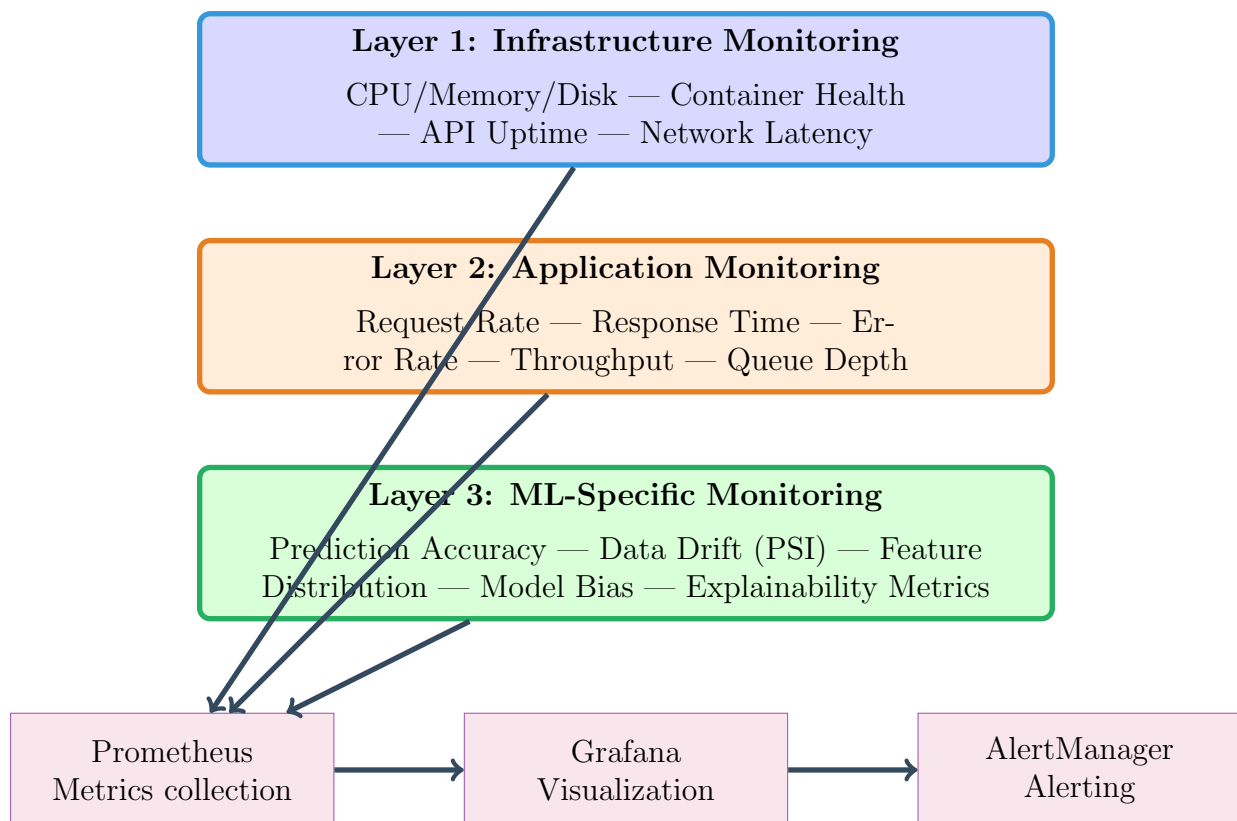 Layer 1: Infrastructure Monitoring
CPU/Memory/Disk — Container Health
— API Uptime — Network Latency
Layer 2: Application Monitoring
Request Rate — Response Time — Er-
ror Rate — Throughput — Queue Depth
Layer 3: ML-Specific Monitoring
Prediction Accuracy — Data Drift (PSI) — Feature
Distribution — Model Bias — Explainability Metrics
Prometheus
Metrics collection
Grafana
Visualization
AlertManager
Alerting